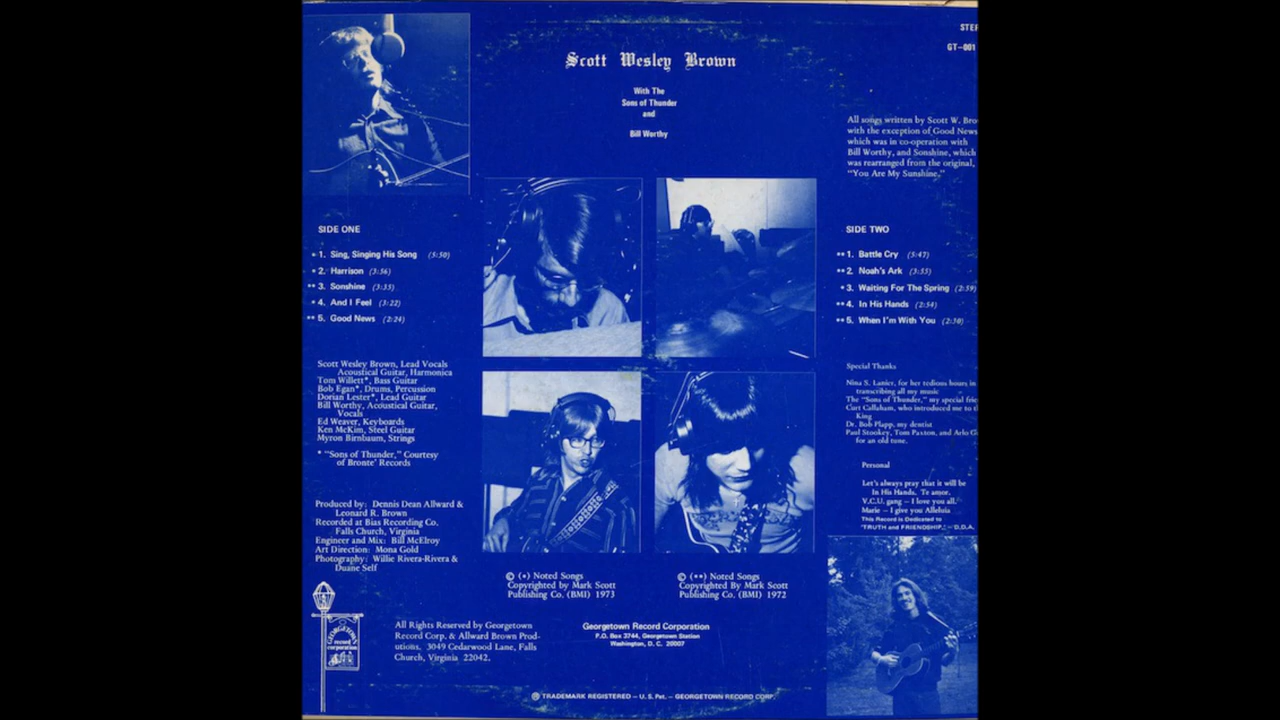 STE
GT-001
Scott Wesley Brown
With The
Sons of Thunder
and
Bill Worthy
All songs written by Scott W. Bro
with the exception of Good News
which was in co-operation with
Bill Worthy, and Sonshine, which
was rearranged from the original,
"You Are My Sunshine."
SIDE ONE
* 1. Sing, Singing His Song (5:50)
* 2. Harrison (3:56)
** 3. Sonshine (3:35)
* 4. And I Feel (3:22)
** 5. Good News (2:24)
SIDE TWO
** 1. Battle Cry (5:47)
** 2. Noah's Ark (3:55)
* 3. Waiting For The Spring (2:59)
** 4. In His Hands (2:54)
** 5. When I'm With You (2:30)
Scott Wesley Brown, Lead Vocals
Acoustical Guitar, Harmonica
Tom Willett*, Bass Guitar
Bob Egan*, Drums, Percussion
Dorian Lester*, Lead Guitar
Bill Worthy, Acoustical Guitar,
Vocals
Ed Weaver, Keyboards
Ken McKim, Steel Guitar
Myron Birnbaum, Strings
* "Sons of Thunder," Courtesy
of Bronte' Records
Produced by: Dennis Dean Allward &
Leonard R. Brown
Recorded at Bias Recording Co.
Falls Church, Virginia
Engineer and Mix: Bill McElroy
Art Direction: Mona Gold
Photography: Willie Rivera-Rivera &
Duane Self
Special Thanks
Nina S. Lanier, for her tedious hours in
transcribing all my music
The "Sons of Thunder," my special frie
Curt Callaham, who introduced me to t
King
Dr. Bob Plapp, my dentist
Paul Stookey, Tom Paxton, and Arlo G
for an old tune.
Personal
Let's always pray that it will be
In His Hands. Te amor.
V.C.U. gang — I love you all.
Marie — I give you Alleluia
This Record is Dedicated to
"TRUTH and FRIENDSHIP." — D.D.A.
© (*) Noted Songs
Copyrighted by Mark Scott
Publishing Co. (BMI) 1973
© (**) Noted Songs
Copyrighted By Mark Scott
Publishing Co. (BMI) 1972
GEORGETOWN
record
corporation
All Rights Reserved by Georgetown
Record Corp. & Allward Brown Prod-
utions. 3049 Cedarwood Lane, Falls
Church, Virginia 22042.
Georgetown Record Corporation
P.O. Box 3744, Georgetown Station
Washington, D. C. 20007
® TRADEMARK REGISTERED — U. S. Pat. — GEORGETOWN RECORD CORP.